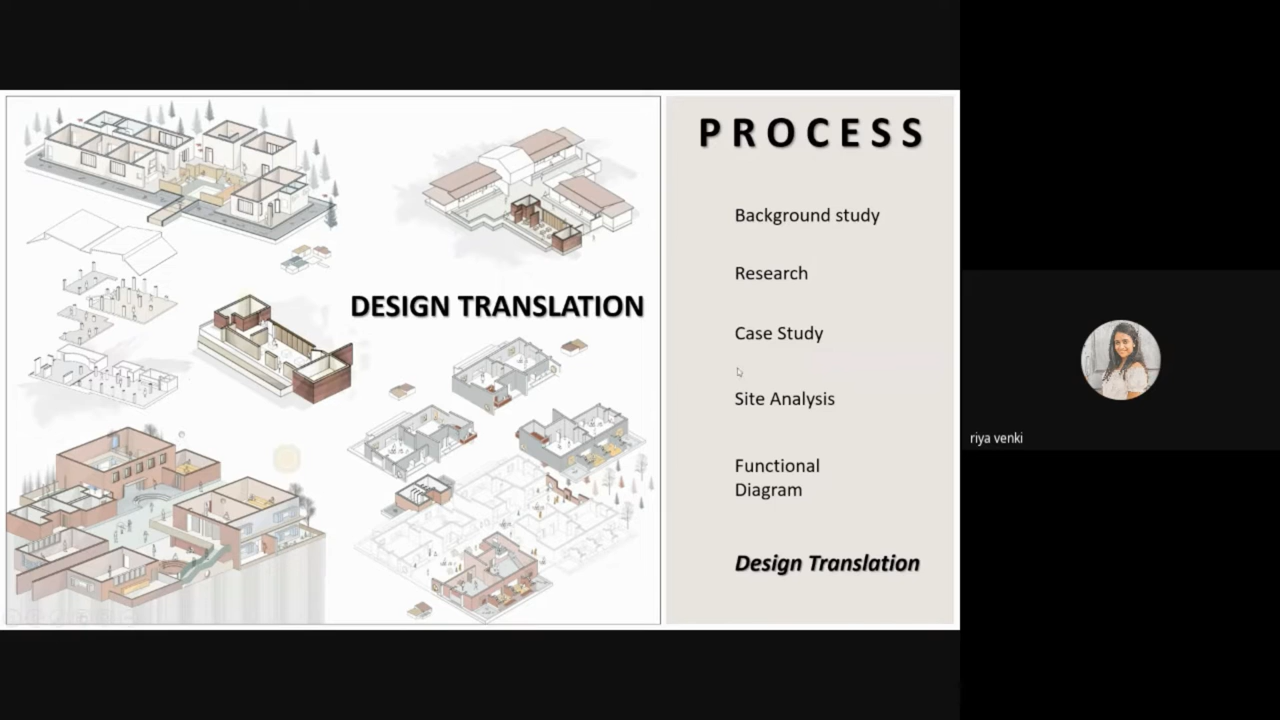 DESIGN TRANSLATION
PROCESS
Background study
Research
Case Study
Site Analysis
Functional
Diagram
Design Translation
riya venki